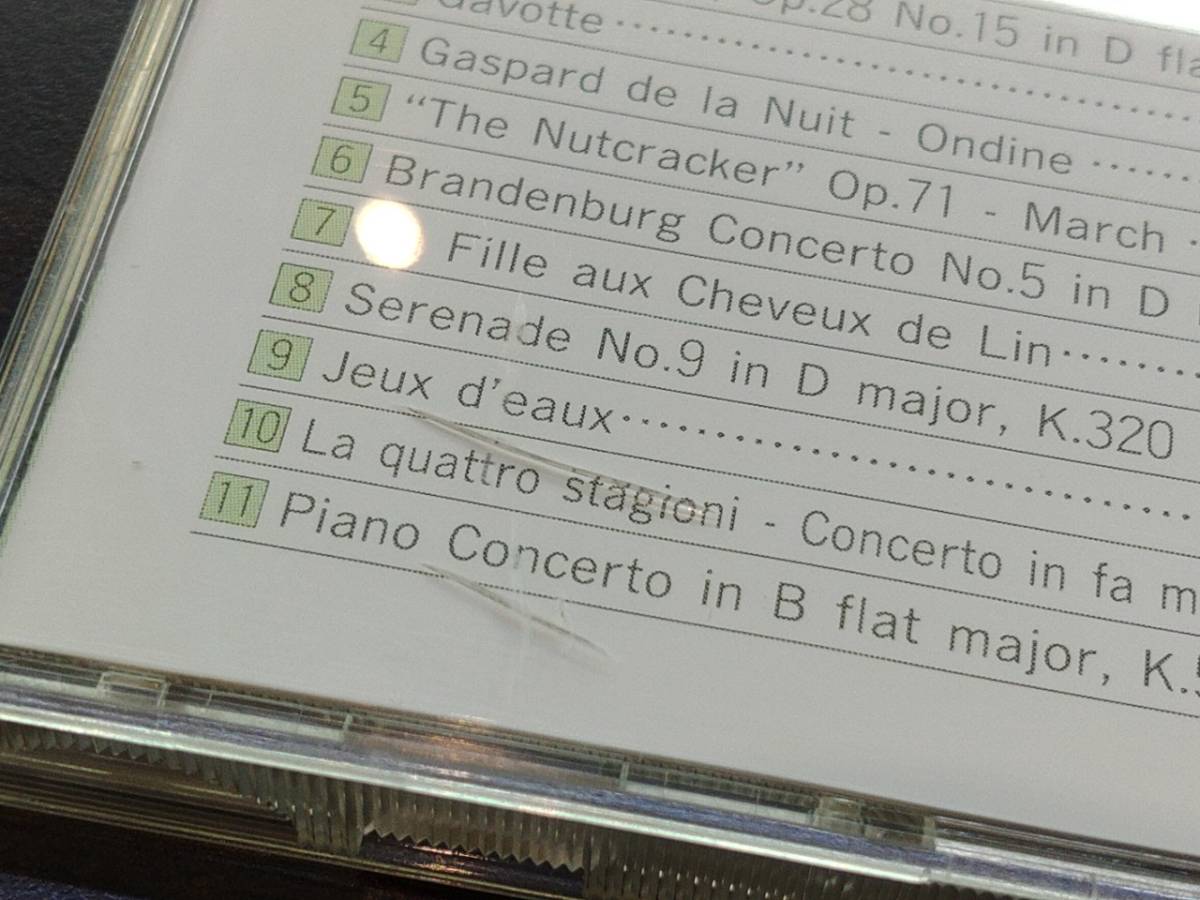 Op.28 No.15 in D
Gavotte
4 Gaspard de la Nuit - Ondine
5 “The Nutcracker” Op.71 - March
6 Brandenburg Concerto No.5 in D
7 Fille aux Cheveux de Lin
8 Serenade No.9 in D major, K.320
9 Jeux d’eaux
10 La quattro stagioni - Concerto in fa
11 Piano Concerto in B flat major,